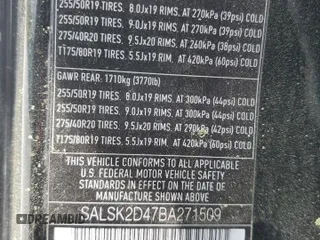 255/50R19 TIRES. 8.0Jx19 RIMS. AT 270kPa (39psi) COLD
255/50R19 TIRES. 9.0Jx19 RIMS. AT 270kPa (39psi) COLD
275/40R20 TIRES. 9.5Jx20 RIMS. AT 260kPa (38psi) COLD
T175/80R19 TIRES. 5.5Jx19 RIM. AT 420kPa (60psi) COLD
GAWR REAR: 1710kg (3770lb)
255/50R19 TIRES. 8.0Jx19 RIMS. AT 300kPa (44psi) COLD
255/50R19 TIRES. 9.0Jx19 RIMS. AT 300kPa (44psi) COLD
275/40R20 TIRES. 9.5Jx20 RIMS. AT 290kPa (42psi) COLD
T175/80R19 TIRES. 5.5Jx19 RIM. AT 420kPa (60psi) COLD
THIS VEHICLE CONFORMS TO ALL APPLICABLE
U.S. FEDERAL MOTOR VEHICLE SAFETY
AND THEFT PREVENTION STANDARDS IN EFFECT
ON THE DATE OF MANUFACTURE SHOWN ABOVE
SALSK2D47BA271509